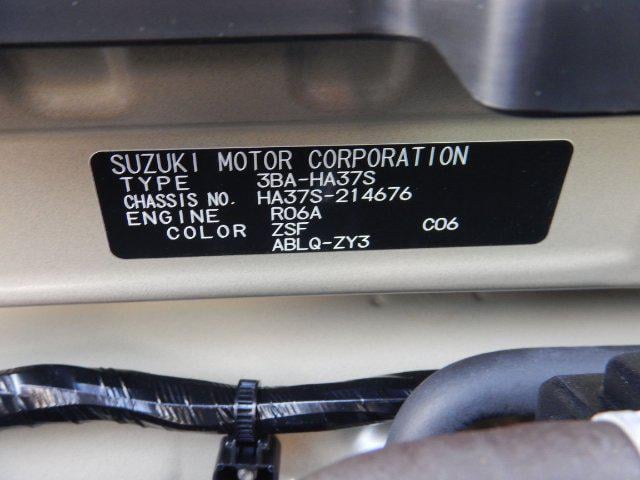 SUZUKI MOTOR CORPORATION
TYPE 3BA-HA37S
CHASSIS NO. HA37S-214676
ENGINE R06A
COLOR ZSF C06
ABLQ-ZY3